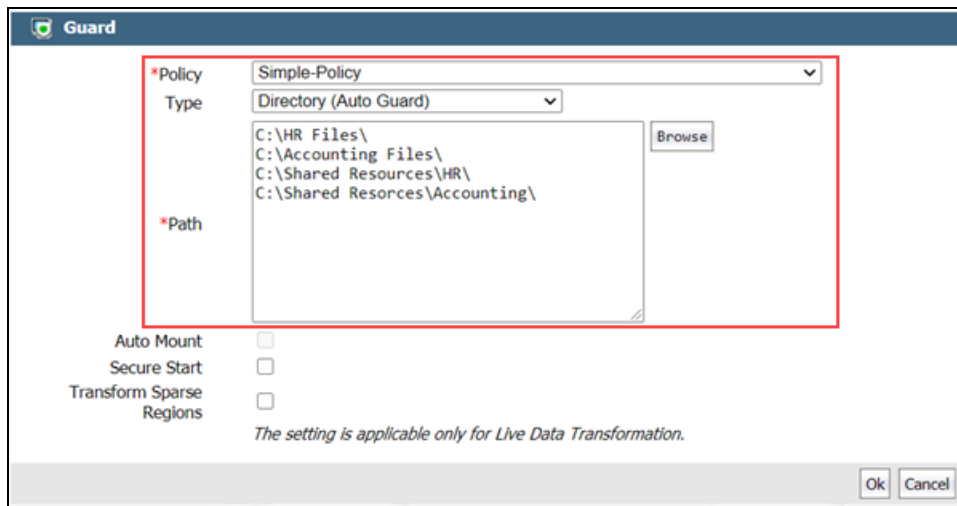 Guard
*Policy Simple-Policy
Type Directory (Auto Guard)
C:\HR Files\ Browse
C:\Accounting Files\
C:\Shared Resources\HR\
C:\Shared Resorces\Accounting\
*Path
Auto Mount
Secure Start
Transform Sparse
Regions
The setting is applicable only for Live Data Transformation.
Ok Cancel